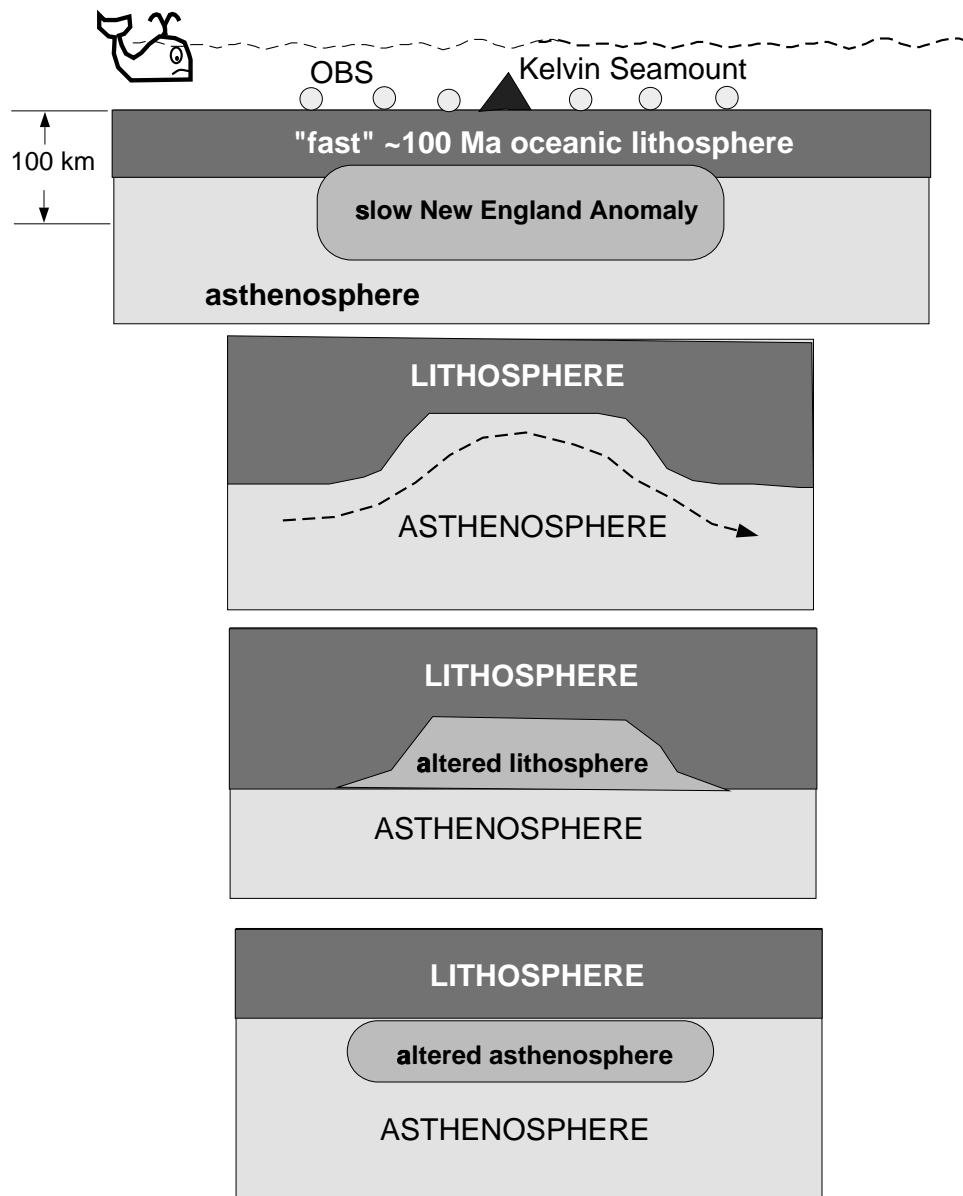 OBS
Kelvin Seamount
"fast" ~100 Ma oceanic lithosphere
100 km
slow New England Anomaly
asthenosphere
LITHOSPHERE
ASTHENOSPHERE
LITHOSPHERE
altered lithosphere
ASTHENOSPHERE
LITHOSPHERE
altered asthenosphere
ASTHENOSPHERE